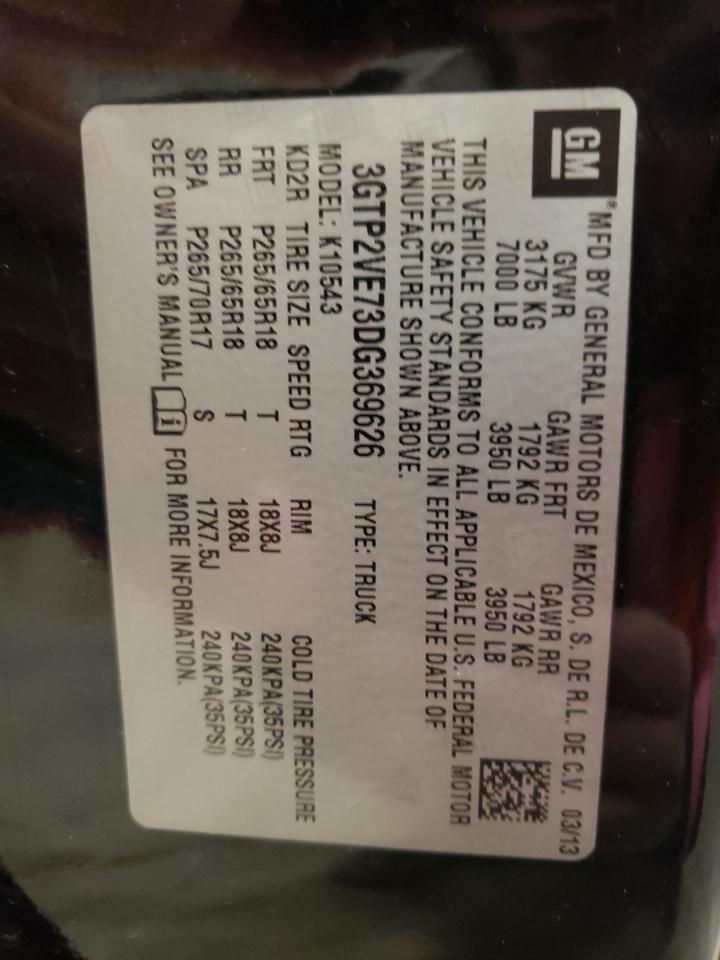 GM
® MFD BY GENERAL MOTORS DE MEXICO, S. DE R.L. DE C.V. 03/13
GVWR GAWR FRT GAWR RR
3175 KG 1792 KG 1792 KG
7000 LB 3950 LB 3950 LB
THIS VEHICLE CONFORMS TO ALL APPLICABLE U.S. FEDERAL MOTOR
VEHICLE SAFETY STANDARDS IN EFFECT ON THE DATE OF
MANUFACTURE SHOWN ABOVE.
3GTP2VE73DG369626 TYPE: TRUCK
MODEL: K10543
KD2R TIRE SIZE SPEED RTG RIM COLD TIRE PRESSURE
FRT P265/65R18 T 18X8J 240KPA(35PSI)
RR P265/65R18 T 18X8J 240KPA(35PSI)
SPA P265/70R17 S 17X7.5J 240KPA(35PSI)
SEE OWNER'S MANUAL i FOR MORE INFORMATION.